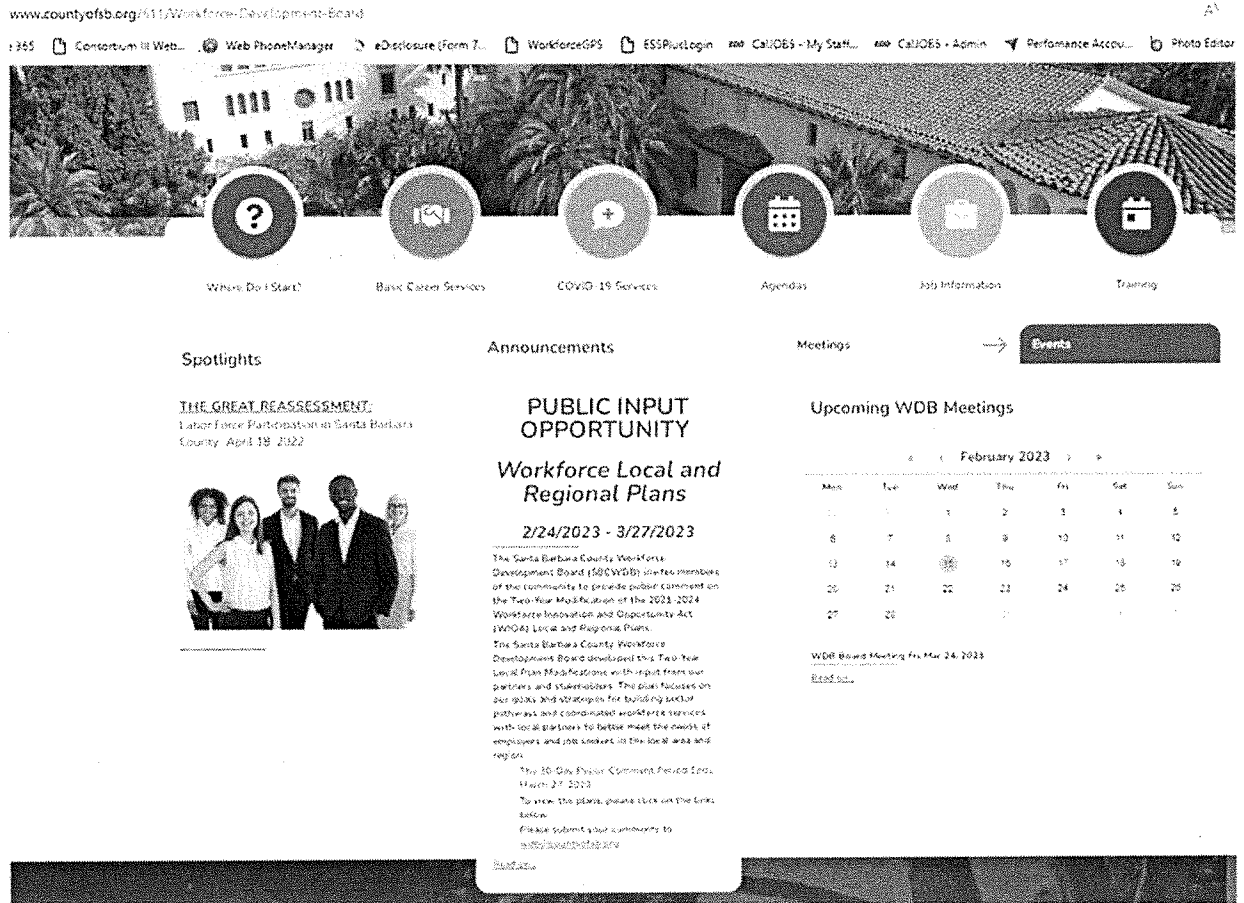 www.countyofsb.org/611/Workforce-Development-Board
365 Consortium III Web... Web PhoneManager eDisclosure (Form 7... WorkforceGPS ESSPlusLogin CalJOBS - My Staff... CalJOBS - Admin Perfomance Accou... Photo Editor
Where Do I Start?
Basic Career Services
COVID-19 Services
Agendas
Job Information
Training
Spotlights
THE GREAT REASSESSMENT:
Labor Force Participation in Santa Barbara
County April 18, 2022
Announcements
PUBLIC INPUT
OPPORTUNITY
Workforce Local and
Regional Plans
2/24/2023 - 3/27/2023
The Santa Barbara County Workforce
Development Board (SBCWDB) invites members
of the community to provide public comment on
the Two-Year Modification of the 2021-2024
Workforce Innovation and Opportunity Act
(WIOA) Local and Regional Plans.
The Santa Barbara County Workforce
Development Board developed this Two-Year
Local Plan Modifications with input from our
partners and stakeholders. The plan focuses on
our goals and strategies for building sector
pathways and coordinated workforce services
with local partners to better meet the needs of
employers and job seekers in the local area and
region.
The 30-Day Public Comment Period Ends
March 27, 2023
To view the plans, please click on the links
below
Please submit your comments to
Read on...
Meetings
Events
Upcoming WDB Meetings
February 2023
Mon Tue Wed Thu Fri Sat Sun
1 2 3 4 5
6 7 8 9 10 11 12
13 14 15 16 17 18 19
20 21 22 23 24 25 26
27 28
WDB Board Meeting Fri, Mar 24, 2023
Read on...